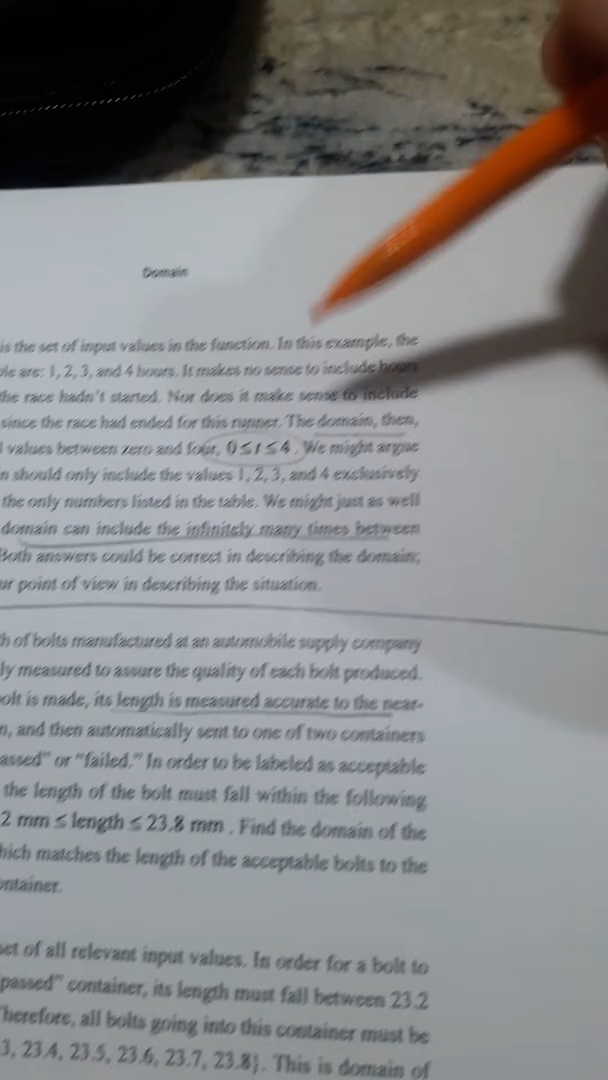 Domain
is the set of input values in the function. In this example, the
ble are: 1, 2, 3, and 4 hours. It makes no sense to include hours
the race hadn't started. Nor does it make sense to include
since the race had ended for this runner. The domain, then,
l values between zero and four, 0 ≤ t ≤ 4. We might argue
n should only include the values 1, 2, 3, and 4 exclusively
the only numbers listed in the table. We might just as well
domain can include the infinitely many times between
Both answers could be correct in describing the domain;
ur point of view in describing the situation.
h of bolts manufactured at an automobile supply company
ly measured to assure the quality of each bolt produced.
olt is made, its length is measured accurate to the near-
n, and then automatically sent to one of two containers
assed" or "failed." In order to be labeled as acceptable
the length of the bolt must fall within the following
2 mm ≤ length ≤ 23.8 mm. Find the domain of the
hich matches the length of the acceptable bolts to the
ontainer.
set of all relevant input values. In order for a bolt to
passed" container, its length must fall between 23.2
Therefore, all bolts going into this container must be
3, 23.4, 23.5, 23.6, 23.7, 23.8}. This is domain of